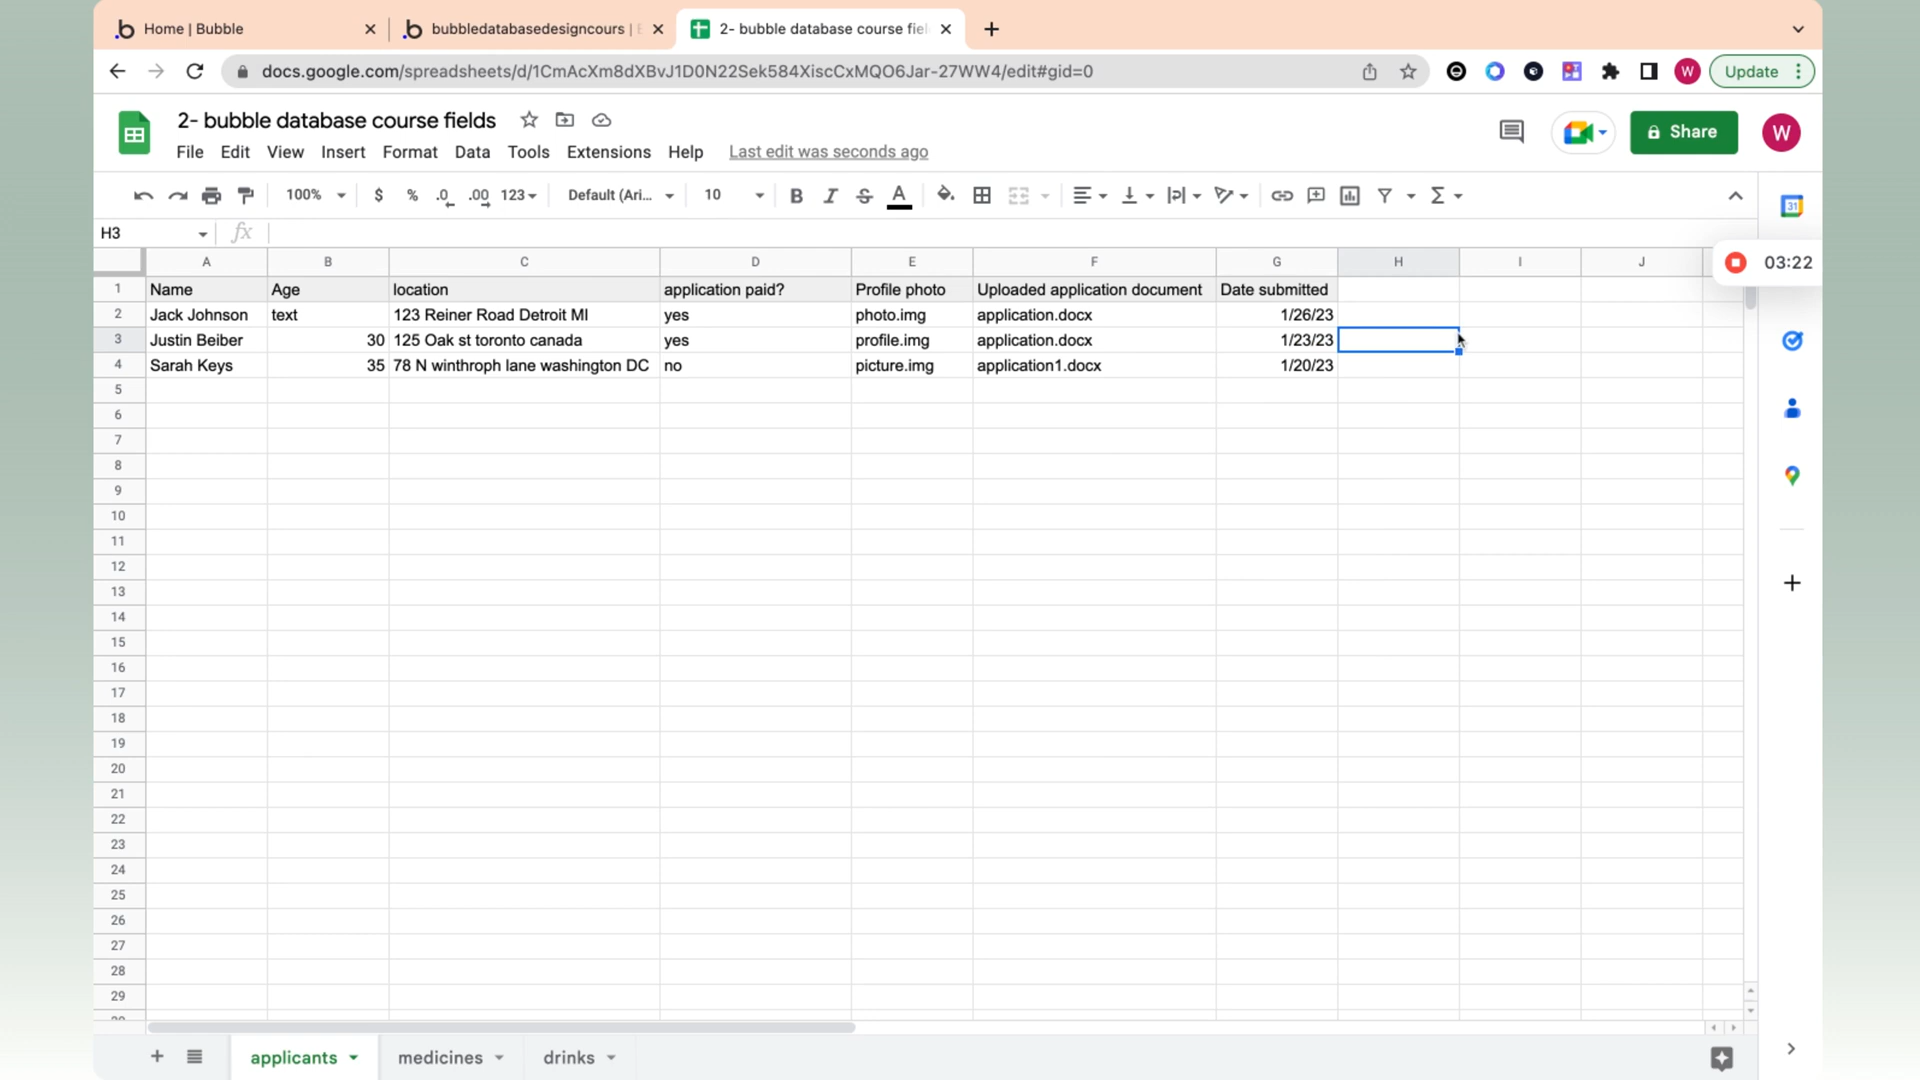 Home | Bubble
bubbledatabasedesigncours |
2- bubble database course fiel
docs.google.com/spreadsheets/d/1CmAcXm8dXBvJ1D0N22Sek584XiscCxMQO6Jar-27WW4/edit#gid=0
W
Update
2- bubble database course fields
File Edit View Insert Format Data Tools Extensions Help Last edit was seconds ago
Share
W
100% $ % .0 .00 123 Default (Ari... 10 B I S A
31
H3 fx
03:22
A B C D E F G H I J
1 Name Age location application paid? Profile photo Uploaded application document Date submitted
2 Jack Johnson text 123 Reiner Road Detroit MI yes photo.img application.docx 1/26/23
3 Justin Beiber 30 125 Oak st toronto canada yes profile.img application.docx 1/23/23
4 Sarah Keys 35 78 N winthroph lane washington DC no picture.img application1.docx 1/20/23
5
6
7
8
9
10
11
12
13
14
15
16
17
18
19
20
21
22
23
24
25
26
27
28
29
applicants medicines drinks